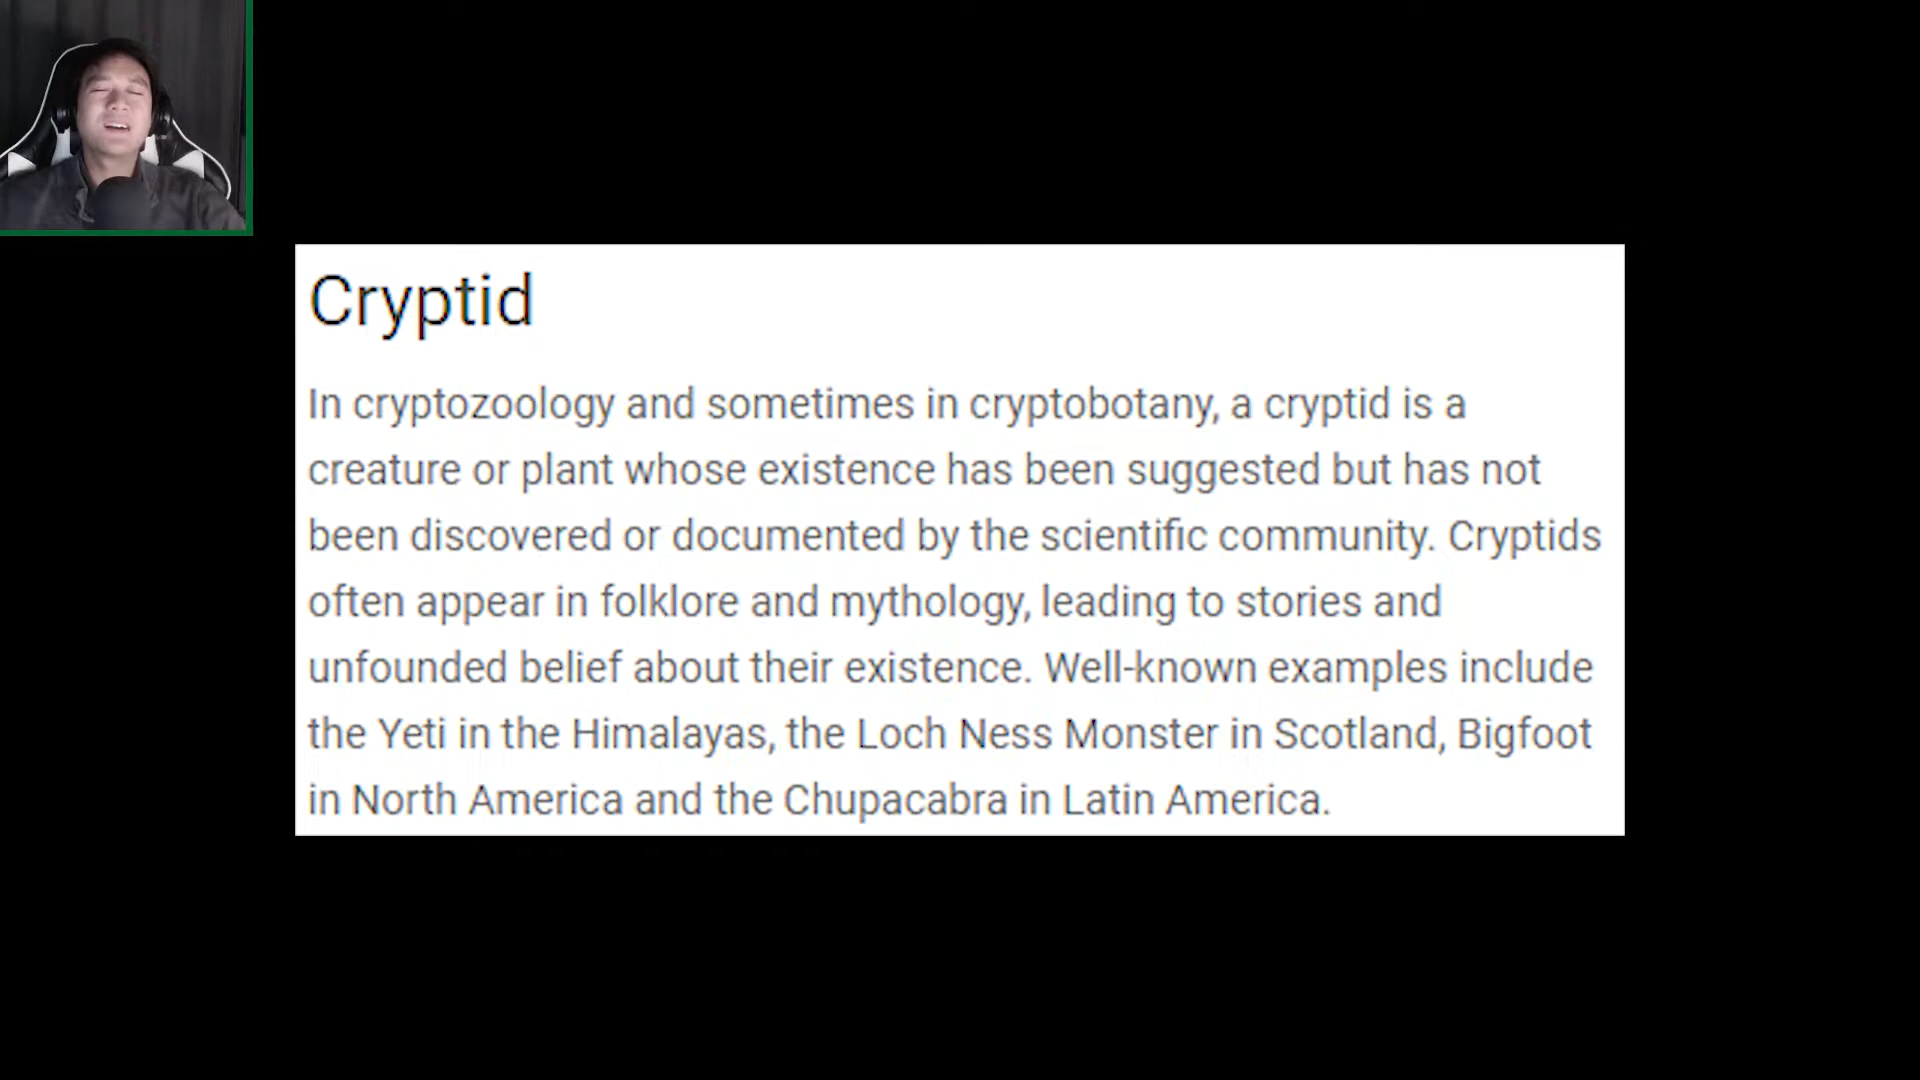 Cryptid
In cryptozoology and sometimes in cryptobotany, a cryptid is a
creature or plant whose existence has been suggested but has not
been discovered or documented by the scientific community. Cryptids
often appear in folklore and mythology, leading to stories and
unfounded belief about their existence. Well-known examples include
the Yeti in the Himalayas, the Loch Ness Monster in Scotland, Bigfoot
in North America and the Chupacabra in Latin America.